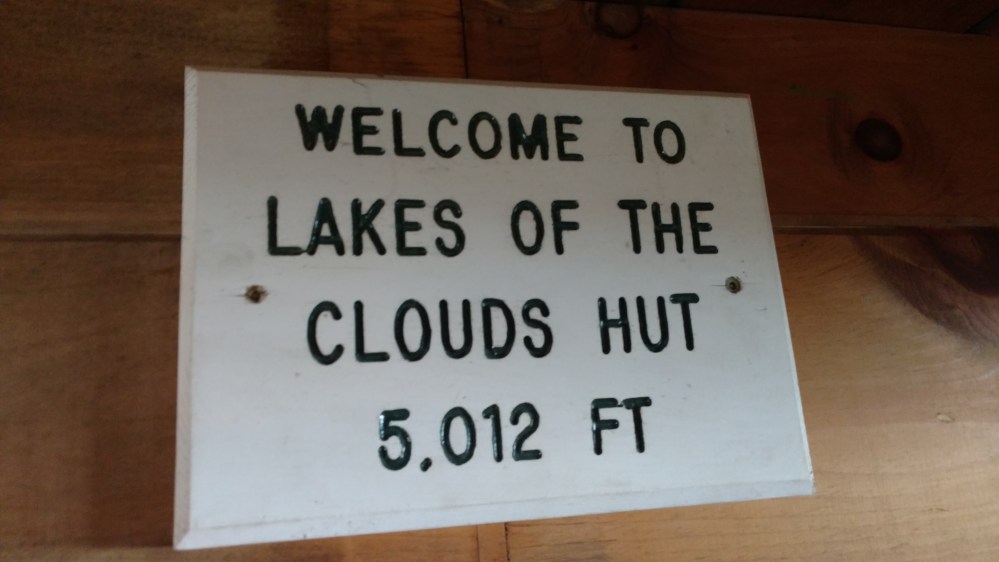 WELCOME TO
LAKES OF THE
CLOUDS HUT
5,012 FT